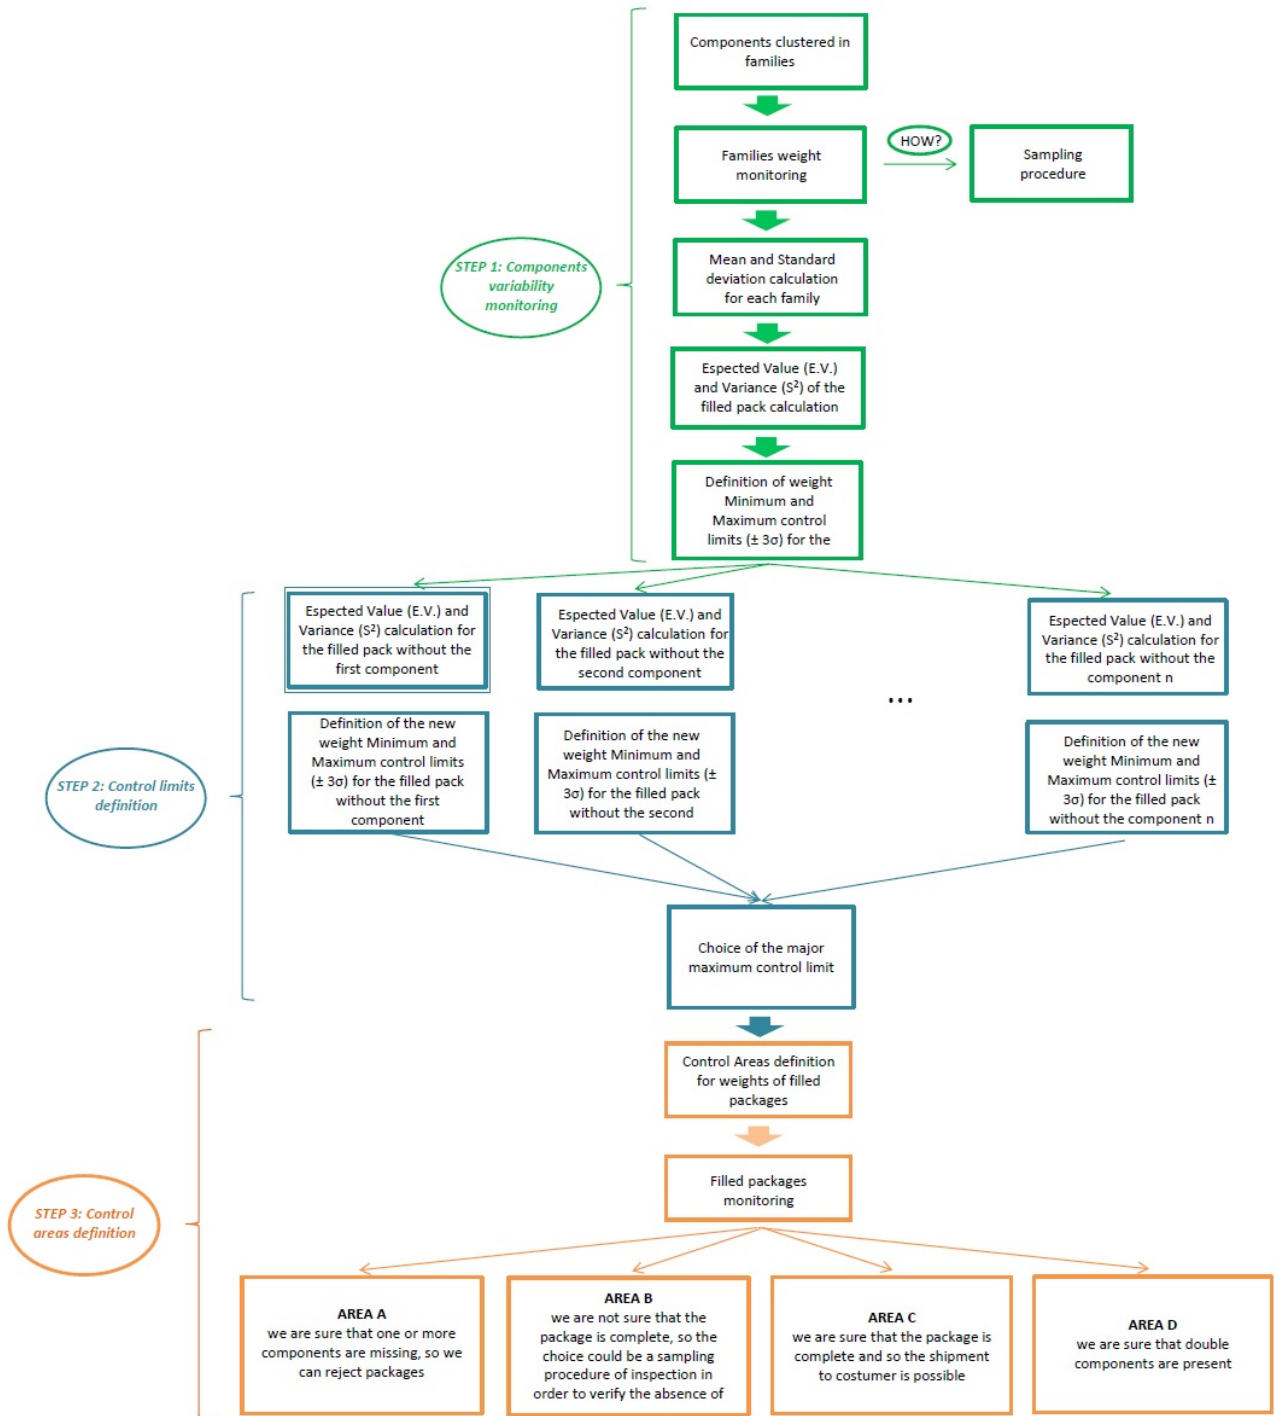 Components clustered in
families
Families weight
monitoring
HOW?
Sampling
procedure
STEP 1: Components
variability
monitoring
Mean and Standard
deviation calculation
for each family
Espected Value (E.V.)
and Variance (S²) of the
filled pack calculation
Definition of weight
Minimum and
Maximum control
limits (± 3σ) for the
Espected Value (E.V.) and
Variance (S²) calculation for
the filled pack without the
first component
Espected Value (E.V.) and
Variance (S²) calculation for
the filled pack without the
second component
...
Espected Value (E.V.) and
Variance (S²) calculation for
the filled pack without the
component n
STEP 2: Control limits
definition
Definition of the new
weight Minimum and
Maximum control limits
(± 3σ) for the filled pack
without the first
component
Definition of the new
weight Minimum and
Maximum control limits (±
3σ) for the filled pack
without the second
Definition of the new
weight Minimum and
Maximum control limits (±
3σ) for the filled pack
without the component n
Choice of the major
maximum control limit
Control Areas definition
for weights of filled
packages
Filled packages
monitoring
STEP 3: Control
areas definition
AREA A
we are sure that one or more
components are missing, so we
can reject packages
AREA B
we are not sure that the
package is complete, so the
choice could be a sampling
procedure of inspection in
order to verify the absence of
AREA C
we are sure that the package is
complete and so the shipment
to costumer is possible
AREA D
we are sure that double
components are present